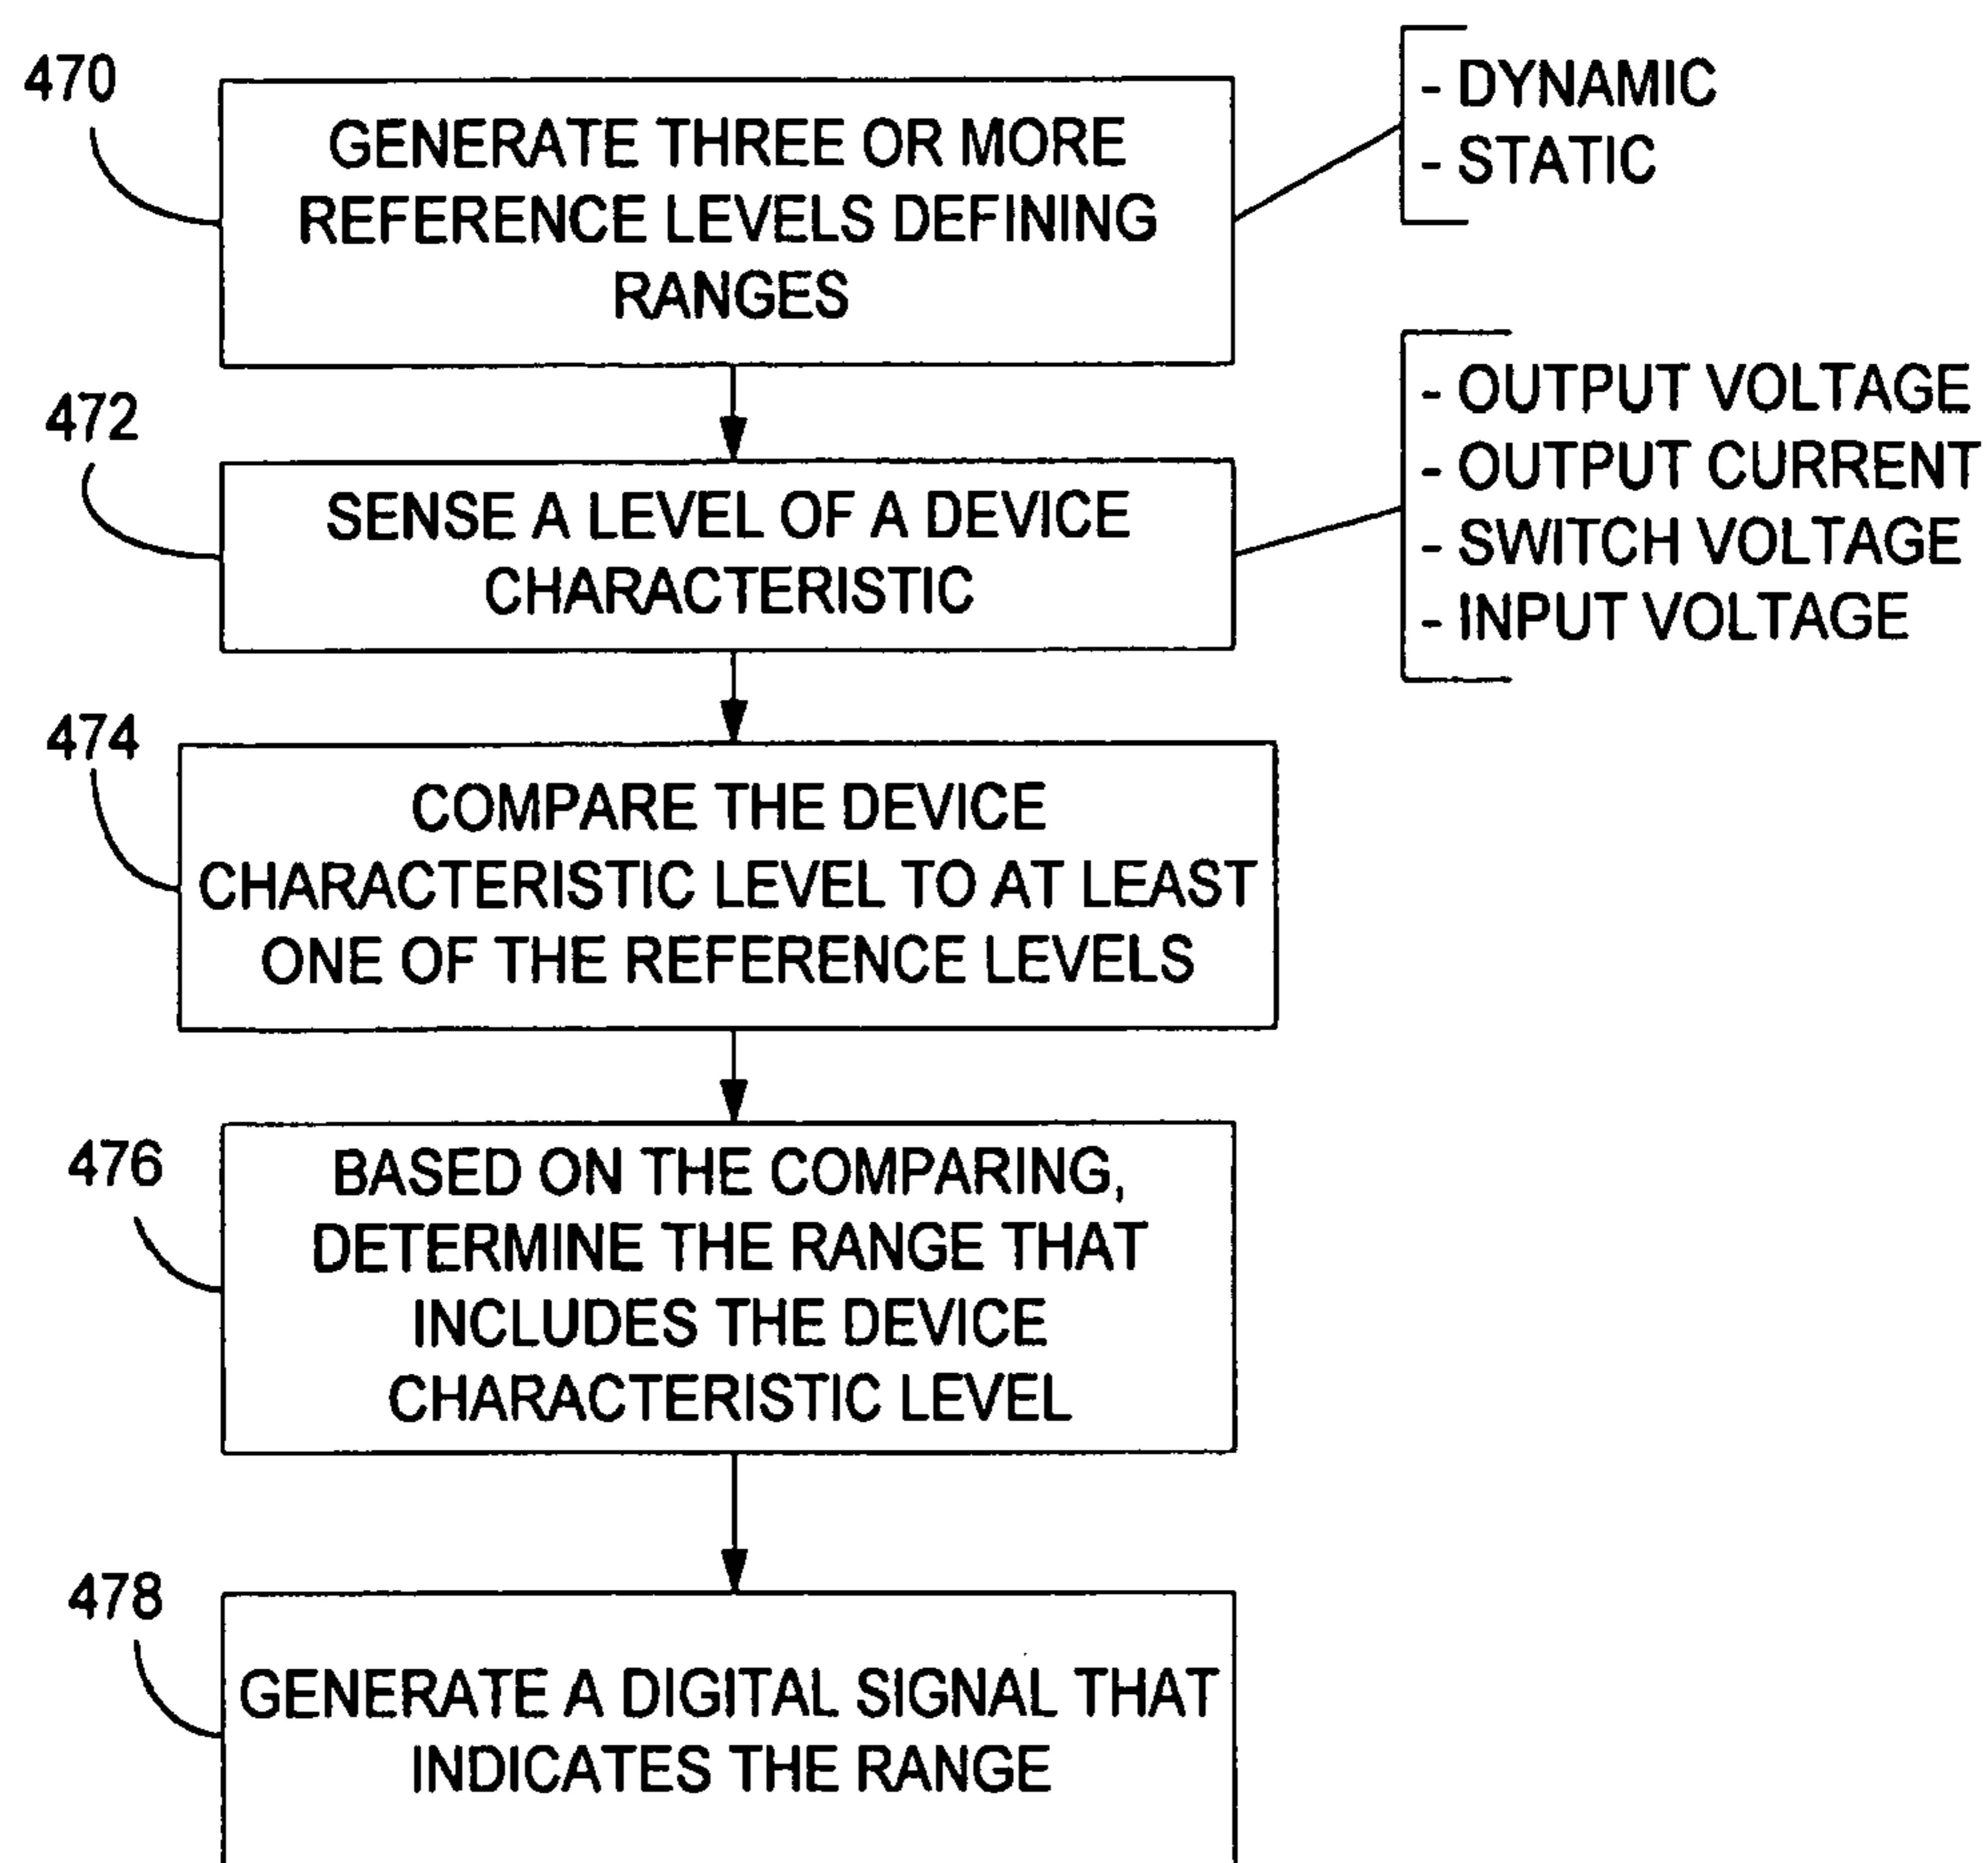 470
GENERATE THREE OR MORE
REFERENCE LEVELS DEFINING
RANGES
- DYNAMIC
- STATIC
472
SENSE A LEVEL OF A DEVICE
CHARACTERISTIC
- OUTPUT VOLTAGE
- OUTPUT CURRENT
- SWITCH VOLTAGE
- INPUT VOLTAGE
474
COMPARE THE DEVICE
CHARACTERISTIC LEVEL TO AT LEAST
ONE OF THE REFERENCE LEVELS
476
BASED ON THE COMPARING,
DETERMINE THE RANGE THAT
INCLUDES THE DEVICE
CHARACTERISTIC LEVEL
478
GENERATE A DIGITAL SIGNAL THAT
INDICATES THE RANGE